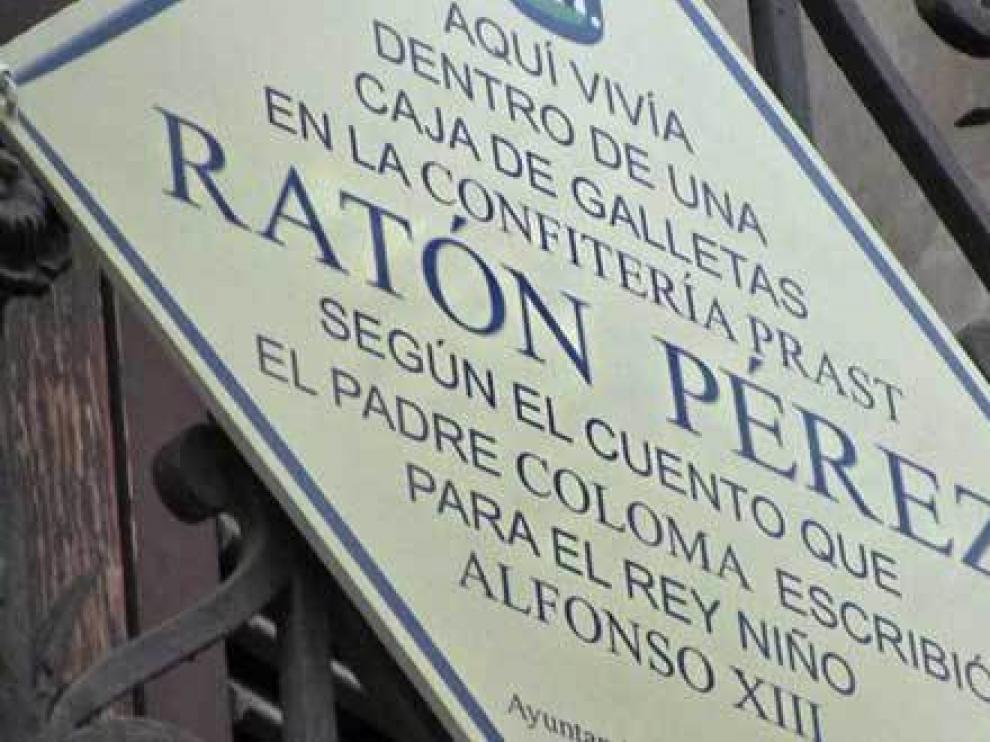 AQUÍ VIVÍA
DENTRO DE UNA
CAJA DE GALLETAS
EN LA CONFITERÍA PRAST
RATÓN PÉREZ
SEGÚN EL CUENTO QUE
EL PADRE COLOMA ESCRIBIÓ
PARA EL REY NIÑO
ALFONSO XIII